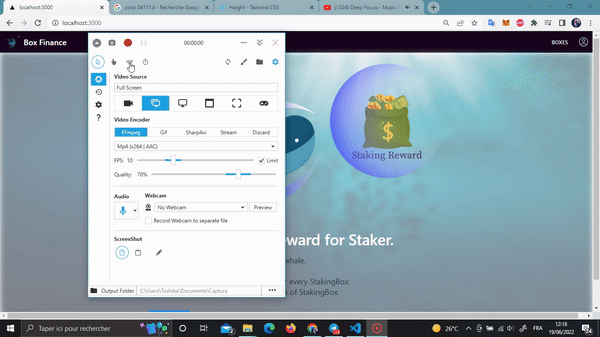 localhost:3000
color 04111d - Recherche Google
Height - Tailwind CSS
(1324) Deep Focus - Music
localhost:3000
Box Finance
BOXES
00:00:00
Video Source
Full Screen
Video Encoder
FFmpeg Gif SharpAvi Stream Discard
Mp4 (x264 | AAC)
FPS: 10 Limit
Quality: 70%
Audio Webcam
No Webcam Preview
Record Webcam to separate file
ScreenShot
Output Folder C:\Users\Toshiba\Documents\Captura
Staking Reward
eward for Staker.
whale.
every StakingBox.
e of StakingBox.
Taper ici pour rechercher
26°C
FRA
12:18
19/06/2022